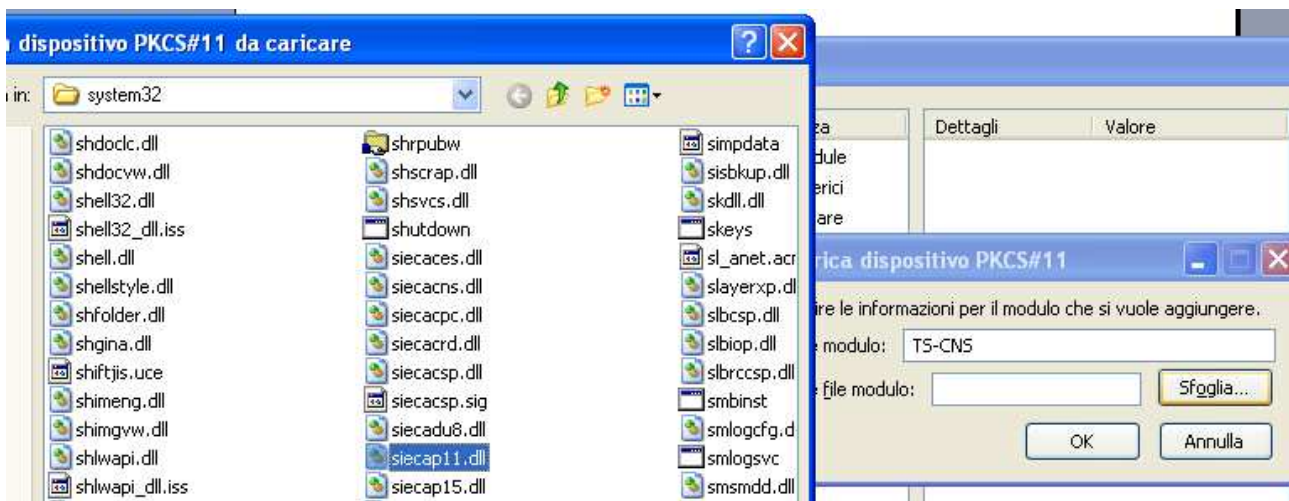 dispositivo PKCS#11 da caricare
in:
system32
shdoclc.dll
shdocvw.dll
shell32.dll
shell32_dll.iss
shell.dll
shellstyle.dll
shfolder.dll
shgina.dll
shiftjis.uce
shimeng.dll
shimgvw.dll
shlwapi.dll
shlwapi_dll.iss
shrpubw
shscrap.dll
shsvcs.dll
shutdown
siecaces.dll
siecacns.dll
siecacpc.dll
siecacrd.dll
siecacsp.dll
siecacsp.sig
siecadu8.dll
siecap11.dll
siecap15.dll
simpdata
sisbkup.dll
skdll.dll
skeys
sl_anet.acr
slayerxp.dl
slbcsp.dll
slbiop.dll
slbrccsp.dll
smbinst
smlogcfg.d
smlogsvc
smsmdd.dll
za
Dettagli Valore
dule
erici
are
rica dispositivo PKCS#11
ire le informazioni per il modulo che si vuole aggiungere.
modulo: TS-CNS
file modulo:
Sfoglia...
OK Annulla